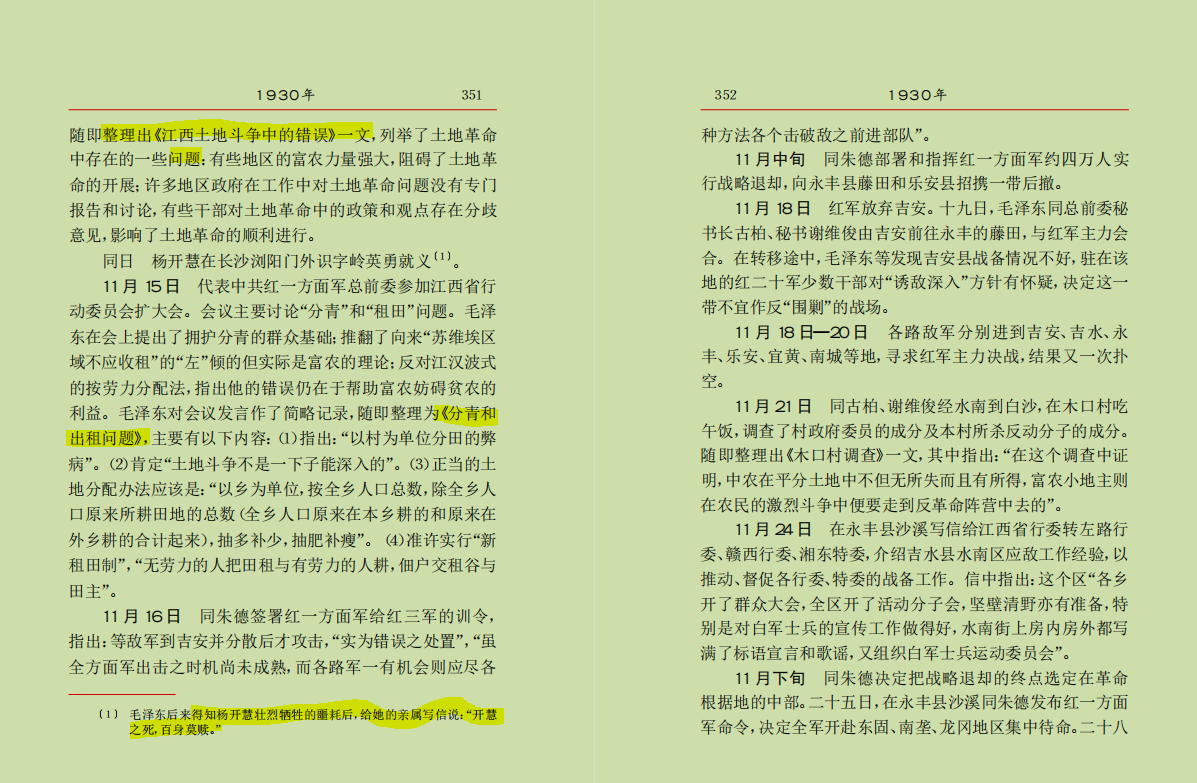 1930年 351
随即整理出《江西土地斗争中的错误》一文，列举了土地革命
中存在的一些问题：有些地区的富农力量强大，阻碍了土地革
命的开展；许多地区政府在工作中对土地革命问题没有专门
报告和讨论，有些干部对土地革命中的政策和观点存在分歧
意见，影响了土地革命的顺利进行。
同日　杨开慧在长沙浏阳门外识字岭英勇就义〔1〕。
11月15日　代表中共红一方面军总前委参加江西省行
动委员会扩大会。会议主要讨论“分青”和“租田”问题。毛泽
东在会上提出了拥护分青的群众基础；推翻了向来“苏维埃区
域不应收租”的“左”倾的但实际是富农的理论；反对江汉波式
的按劳力分配法，指出他的错误仍在于帮助富农妨碍贫农的
利益。毛泽东对会议发言作了简略记录，随即整理为《分青和
出租问题》，主要有以下内容：（1）指出：“以村为单位分田的弊
病”。（2）肯定“土地斗争不是一下子能深入的”。（3）正当的土
地分配办法应该是：“以乡为单位，按全乡人口总数，除全乡人
口原来所耕田地的总数（全乡人口原来在本乡耕的和原来在
外乡耕的合计起来），抽多补少，抽肥补瘦”。（4）准许实行“新
租田制”，“无劳力的人把田租与有劳力的人耕，佃户交租谷与
田主”。
11月16日　同朱德签署红一方面军给红三军的训令，
指出：等敌军到吉安并分散后才攻击，“实为错误之处置”，“虽
全方面军出击之时机尚未成熟，而各路军一有机会则应尽各
〔1〕 毛泽东后来得知杨开慧壮烈牺牲的噩耗后，给她的亲属写信说：“开慧
之死，百身莫赎。”
352 1930年
种方法各个击破敌之前进部队”。
11月中旬　同朱德部署和指挥红一方面军约四万人实
行战略退却，向永丰县藤田和乐安县招携一带后撤。
11月18日　红军放弃吉安。十九日，毛泽东同总前委秘
书长古柏、秘书谢维俊由吉安前往永丰的藤田，与红军主力会
合。在转移途中，毛泽东等发现吉安县战备情况不好，驻在该
地的红二十军少数干部对“诱敌深入”方针有怀疑，决定这一
带不宜作反“围剿”的战场。
11月18日—20日　各路敌军分别进到吉安、吉水、永
丰、乐安、宜黄、南城等地，寻求红军主力决战，结果又一次扑
空。
11月21日　同古柏、谢维俊经水南到白沙，在木口村吃
午饭，调查了村政府委员的成分及本村所杀反动分子的成分。
随即整理出《木口村调查》一文，其中指出：“在这个调查中证
明，中农在平分土地中不但无所失而且有所得，富农小地主则
在农民的激烈斗争中便要走到反革命阵营中去的”。
11月24日　在永丰县沙溪写信给江西省行委转左路行
委、赣西行委、湘东特委，介绍吉水县水南区应敌工作经验，以
推动、督促各行委、特委的战备工作。信中指出：这个区“各乡
开了群众大会，全区开了活动分子会，坚壁清野亦有准备，特
别是对白军士兵的宣传工作做得好，水南街上房内房外都写
满了标语宣言和歌谣，又组织白军士兵运动委员会”。
11月下旬　同朱德决定把战略退却的终点选定在革命
根据地的中部。二十五日，在永丰县沙溪同朱德发布红一方面
军命令，决定全军开赴东固、南垄、龙冈地区集中待命。二十八